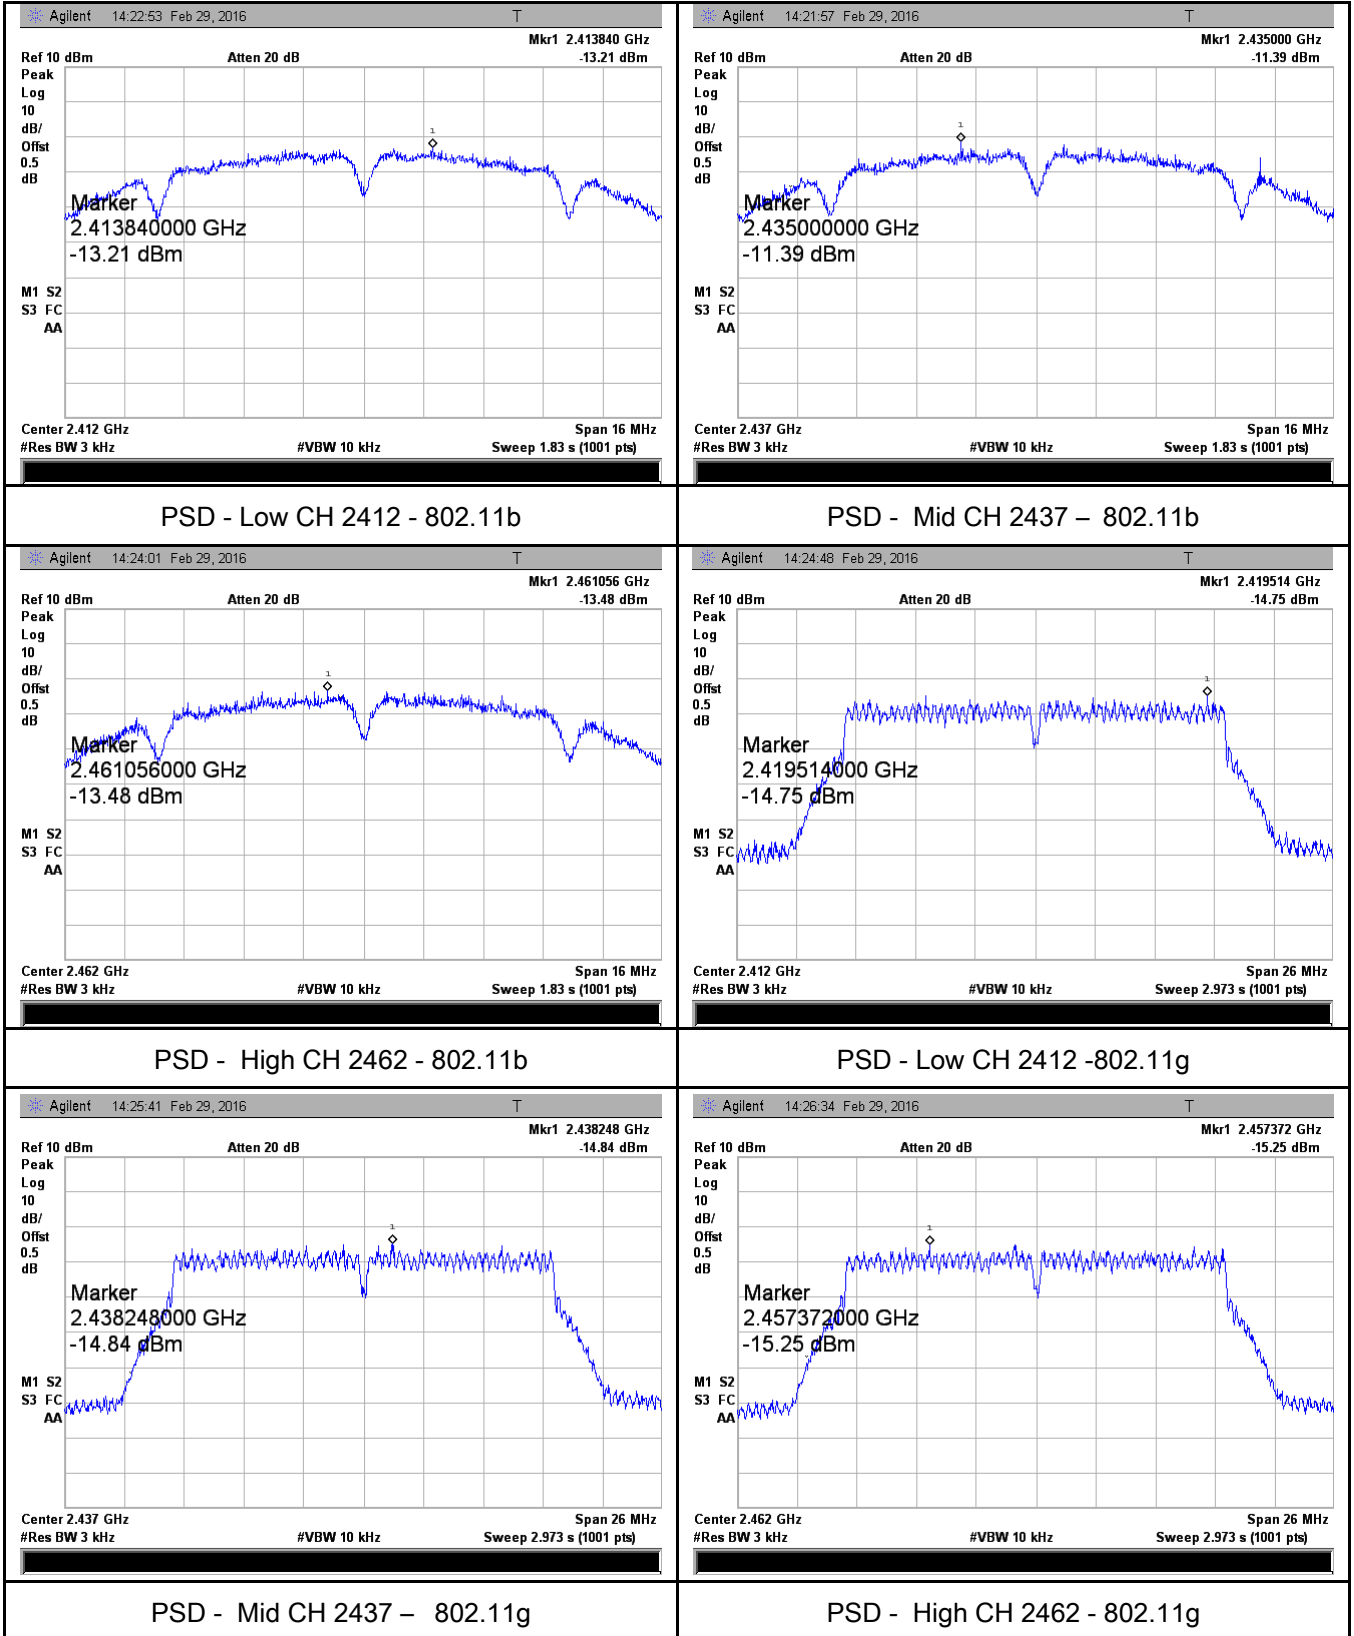 Agilent 14:22:53 Feb 29, 2016 T
Mkr1 2.413840 GHz
Ref 10 dBm Atten 20 dB -13.21 dBm
Peak
Log
10
dB/
Offst
0.5
dB
1
Marker
2.413840000 GHz
-13.21 dBm
M1 S2
S3 FC
AA
Center 2.412 GHz Span 16 MHz
#Res BW 3 kHz #VBW 10 kHz Sweep 1.83 s (1001 pts)
PSD - Low CH 2412 - 802.11b
Agilent 14:21:57 Feb 29, 2016 T
Mkr1 2.435000 GHz
Ref 10 dBm Atten 20 dB -11.39 dBm
Peak
Log
10
dB/
Offst
0.5
dB
1
Marker
2.435000000 GHz
-11.39 dBm
M1 S2
S3 FC
AA
Center 2.437 GHz Span 16 MHz
#Res BW 3 kHz #VBW 10 kHz Sweep 1.83 s (1001 pts)
PSD - Mid CH 2437 – 802.11b
Agilent 14:24:01 Feb 29, 2016 T
Mkr1 2.461056 GHz
Ref 10 dBm Atten 20 dB -13.48 dBm
Peak
Log
10
dB/
Offst
0.5
dB
1
Marker
2.461056000 GHz
-13.48 dBm
M1 S2
S3 FC
AA
Center 2.462 GHz Span 16 MHz
#Res BW 3 kHz #VBW 10 kHz Sweep 1.83 s (1001 pts)
PSD - High CH 2462 - 802.11b
Agilent 14:24:48 Feb 29, 2016 T
Mkr1 2.419514 GHz
Ref 10 dBm Atten 20 dB -14.75 dBm
Peak
Log
10
dB/
Offst
0.5
dB
1
Marker
2.419514000 GHz
-14.75 dBm
M1 S2
S3 FC
AA
Center 2.412 GHz Span 26 MHz
#Res BW 3 kHz #VBW 10 kHz Sweep 2.973 s (1001 pts)
PSD - Low CH 2412 -802.11g
Agilent 14:25:41 Feb 29, 2016 T
Mkr1 2.438248 GHz
Ref 10 dBm Atten 20 dB -14.84 dBm
Peak
Log
10
dB/
Offst
0.5
dB
1
Marker
2.438248000 GHz
-14.84 dBm
M1 S2
S3 FC
AA
Center 2.437 GHz Span 26 MHz
#Res BW 3 kHz #VBW 10 kHz Sweep 2.973 s (1001 pts)
PSD - Mid CH 2437 – 802.11g
Agilent 14:26:34 Feb 29, 2016 T
Mkr1 2.457372 GHz
Ref 10 dBm Atten 20 dB -15.25 dBm
Peak
Log
10
dB/
Offst
0.5
dB
1
Marker
2.457372000 GHz
-15.25 dBm
M1 S2
S3 FC
AA
Center 2.462 GHz Span 26 MHz
#Res BW 3 kHz #VBW 10 kHz Sweep 2.973 s (1001 pts)
PSD - High CH 2462 - 802.11g